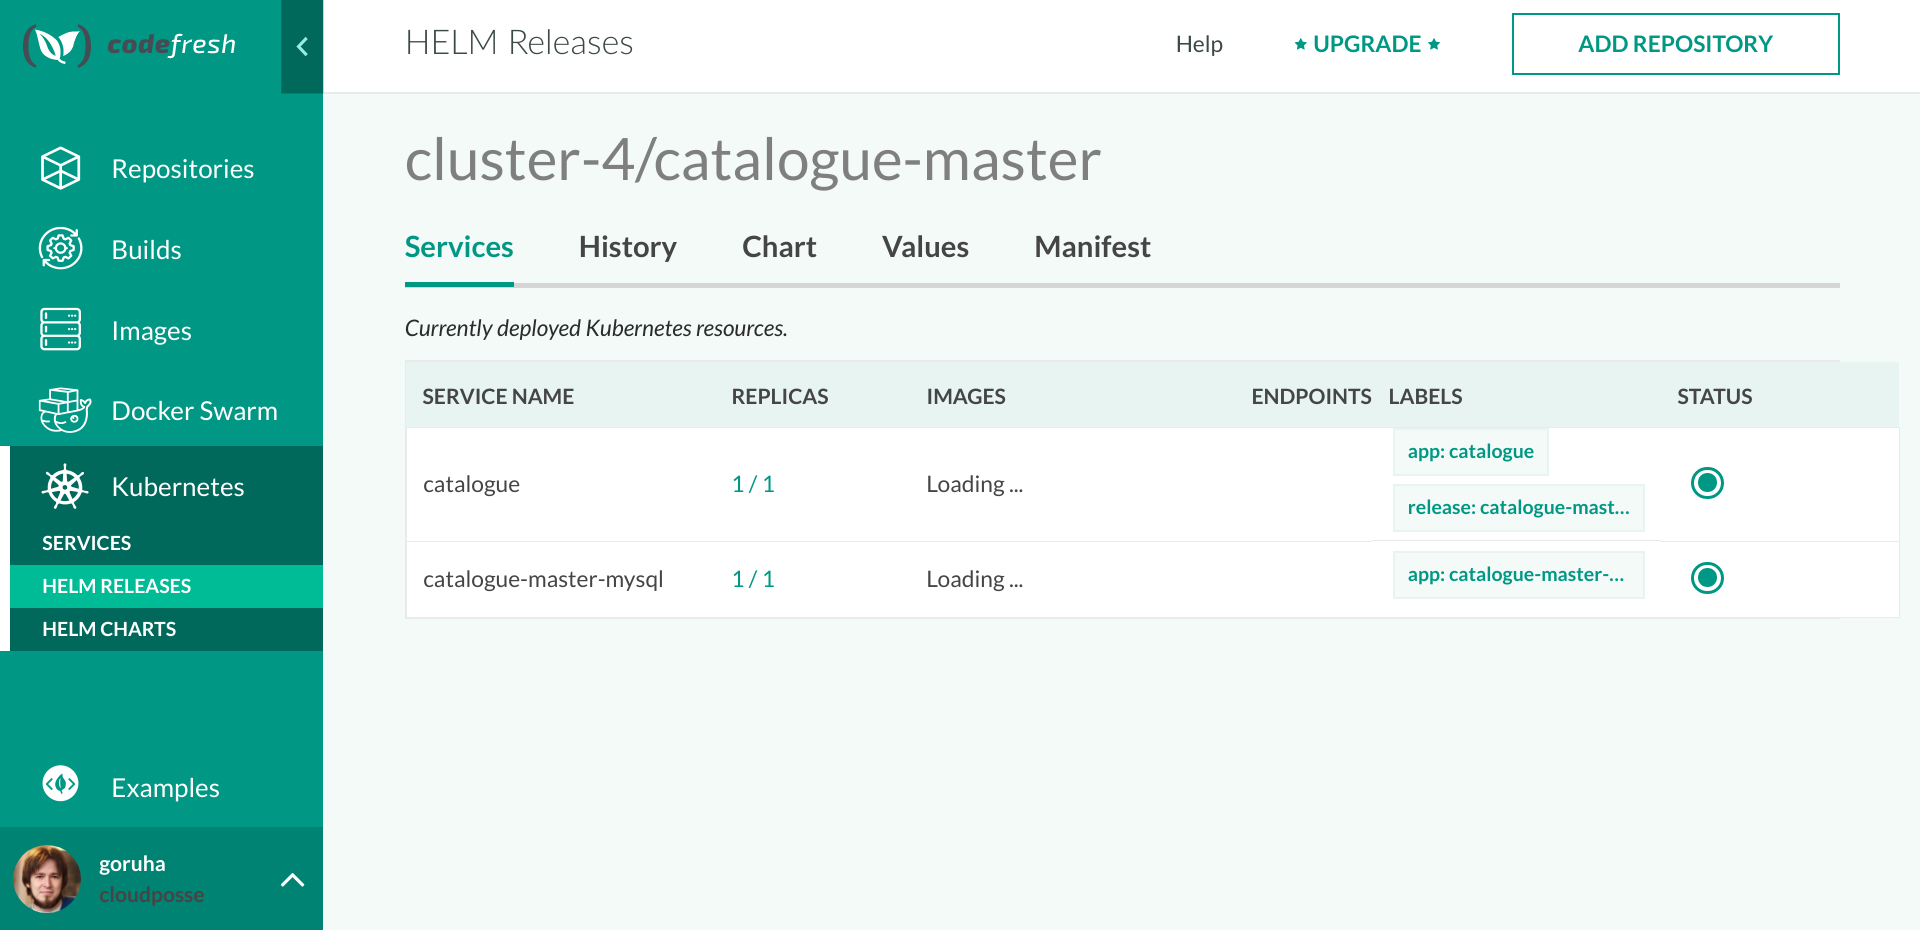 codefresh
Repositories
Builds
Images
Docker Swarm
Kubernetes
SERVICES
HELM RELEASES
HELM CHARTS
Examples
goruha
cloudposse
HELM Releases
Help
UPGRADE
ADD REPOSITORY
cluster-4/catalogue-master
Services History Chart Values Manifest
Currently deployed Kubernetes resources.
SERVICE NAME REPLICAS IMAGES ENDPOINTS LABELS STATUS
app: catalogue
catalogue 1 / 1 Loading ...
release: catalogue-mast...
catalogue-master-mysql 1 / 1 Loading ... app: catalogue-master-...